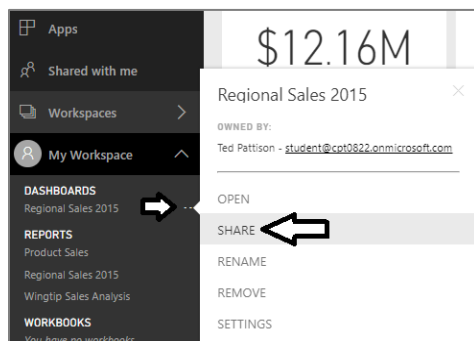 Apps
$12.16M
Shared with me
Regional Sales 2015
Workspaces
OWNED BY:
My Workspace
Ted Pattison - student@cpt0822.onmicrosoft.com
DASHBOARDS
Regional Sales 2015
...
OPEN
REPORTS
SHARE
Product Sales
Regional Sales 2015
RENAME
Wingtip Sales Analysis
REMOVE
WORKBOOKS
SETTINGS
You have no workbooks